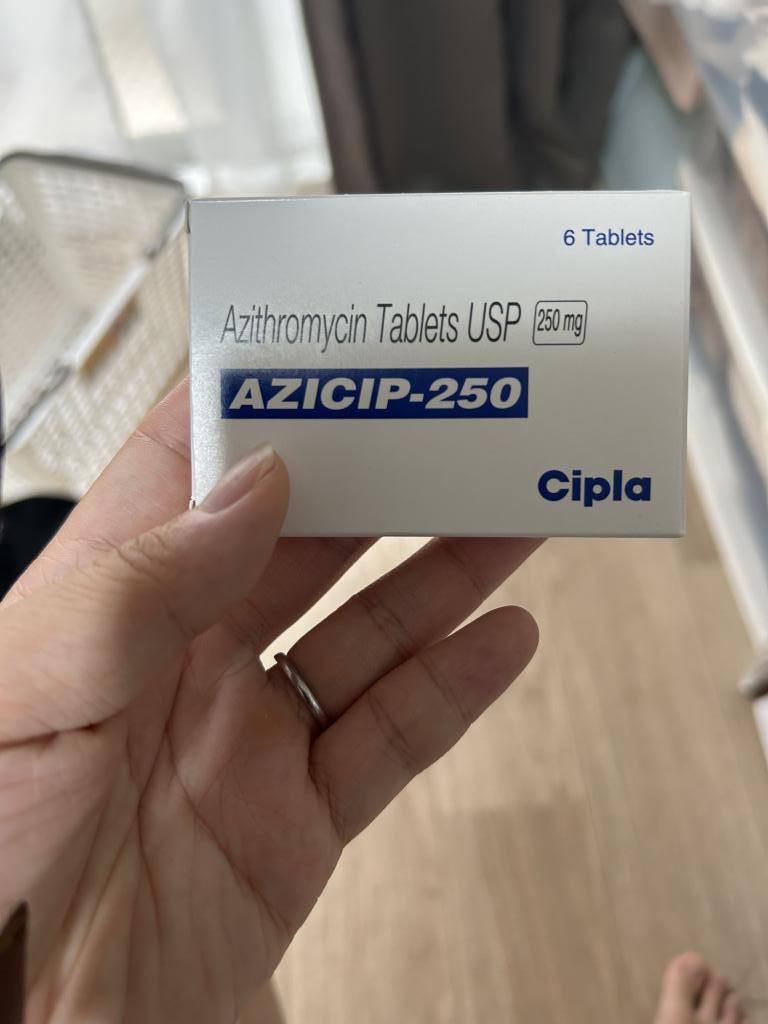 6 Tablets
Azithromycin Tablets USP 250 mg
AZICIP-250
Cipla